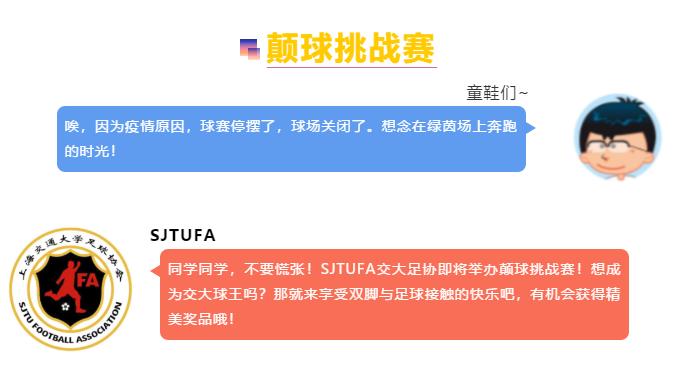 颠球挑战赛
童鞋们~
唉，因为疫情原因，球赛停摆了，球场关闭了。想念在绿茵场上奔跑
的时光！
SJTUFA
同学同学，不要慌张！SJTUFA交大足协即将举办颠球挑战赛！想成
为交大球王吗？那就来享受双脚与足球接触的快乐吧，有机会获得精
美奖品哦！
上海交通大学足球协会
FA
SJTU FOOTBALL ASSOCIATION